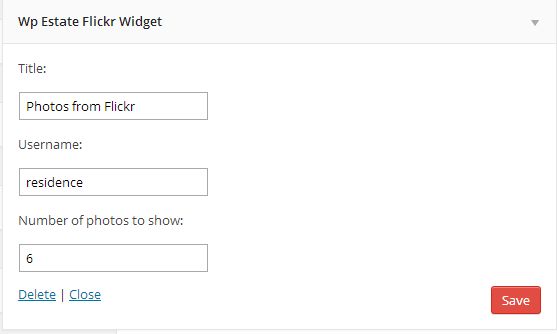 Wp Estate Flickr Widget
Title:
Photos from Flickr
Username:
residence
Number of photos to show:
6
Delete | Close
Save